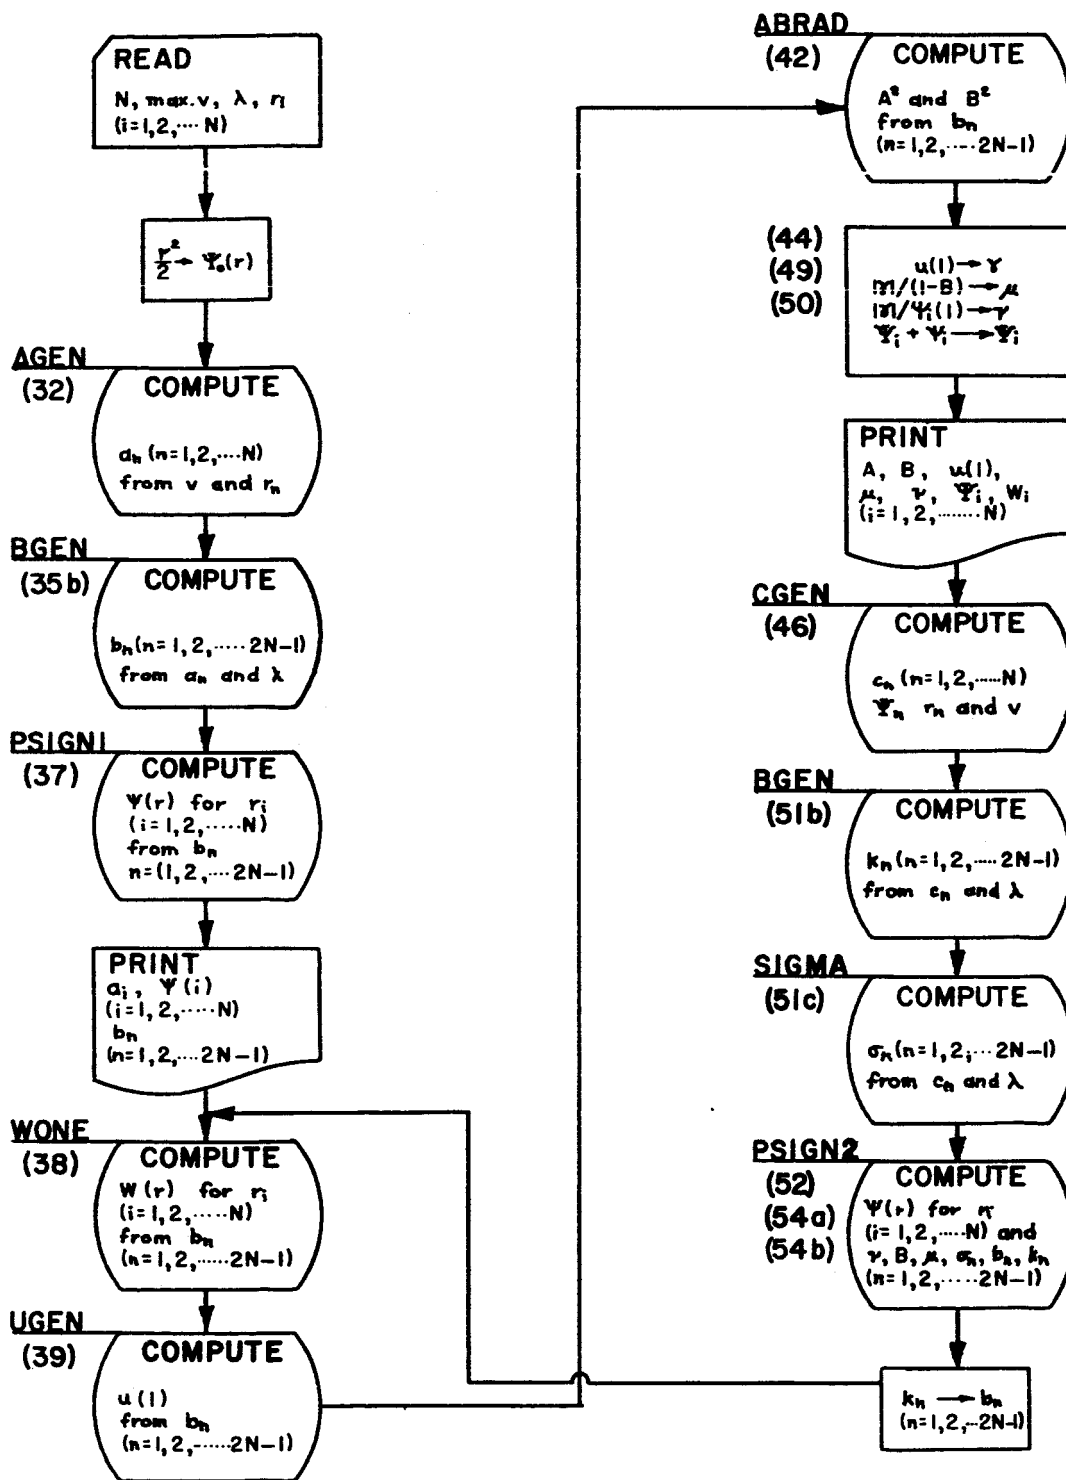 READ
N, max.v, λ, ri
(i=1,2,····N)
r²/2 → Ψ₀(r)
AGEN
(32)
COMPUTE
aₙ (n=1,2,····N)
from v and rₙ
BGEN
(35b)
COMPUTE
bₙ(n=1,2,·····2N-1)
from aₙ and λ
PSIGN1
(37)
COMPUTE
Ψ(r) for ri
(i=1,2,·····N)
from bₙ
n=(1,2,···2N-1)
PRINT
ai, Ψ(i)
(i=1,2,·····N)
bₙ
(n=1,2,····2N-1)
WONE
(38)
COMPUTE
W(r) for ri
(i=1,2,·····N)
from bₙ
(n=1,2,······2N-1)
UGEN
(39)
COMPUTE
u(1)
from bₙ
(n=1,2,·······2N-1)
ABRAD
(42)
COMPUTE
A² and B²
from bₙ
(n=1,2,·····2N-1)
(44)
(49)
(50)
u(1) → γ
|γ|/(1-B) → μ
|γ|/Ψi(1) → ν
Ψi + Ψi → Ψi
PRINT
A, B, u(1),
μ, ν, Ψi, Wi
(i=1,2,·······N)
CGEN
(46)
COMPUTE
cₙ (n=1,2,·····N)
Ψₙ rₙ and v
BGEN
(51b)
COMPUTE
kₙ(n=1,2,·····2N-1)
from cₙ and λ
SIGMA
(51c)
COMPUTE
σₙ(n=1,2,···2N-1)
from cₙ and λ
PSIGN2
(52)
(54a)
(54b)
COMPUTE
Ψ(r) for ri
(i=1,2,·····N) and
ν, B, μ, σₙ, bₙ, kₙ
(n=1,2,·····2N-1)
kₙ → bₙ
(n=1,2,··2N-1)